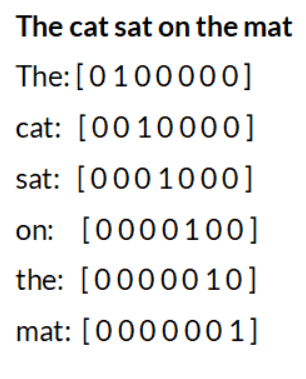 The cat sat on the mat
The: [ 0 1 0 0 0 0 0 ]
cat: [ 0 0 1 0 0 0 0 ]
sat: [ 0 0 0 1 0 0 0 ]
on: [ 0 0 0 0 1 0 0 ]
the: [ 0 0 0 0 0 1 0 ]
mat: [ 0 0 0 0 0 0 1 ]